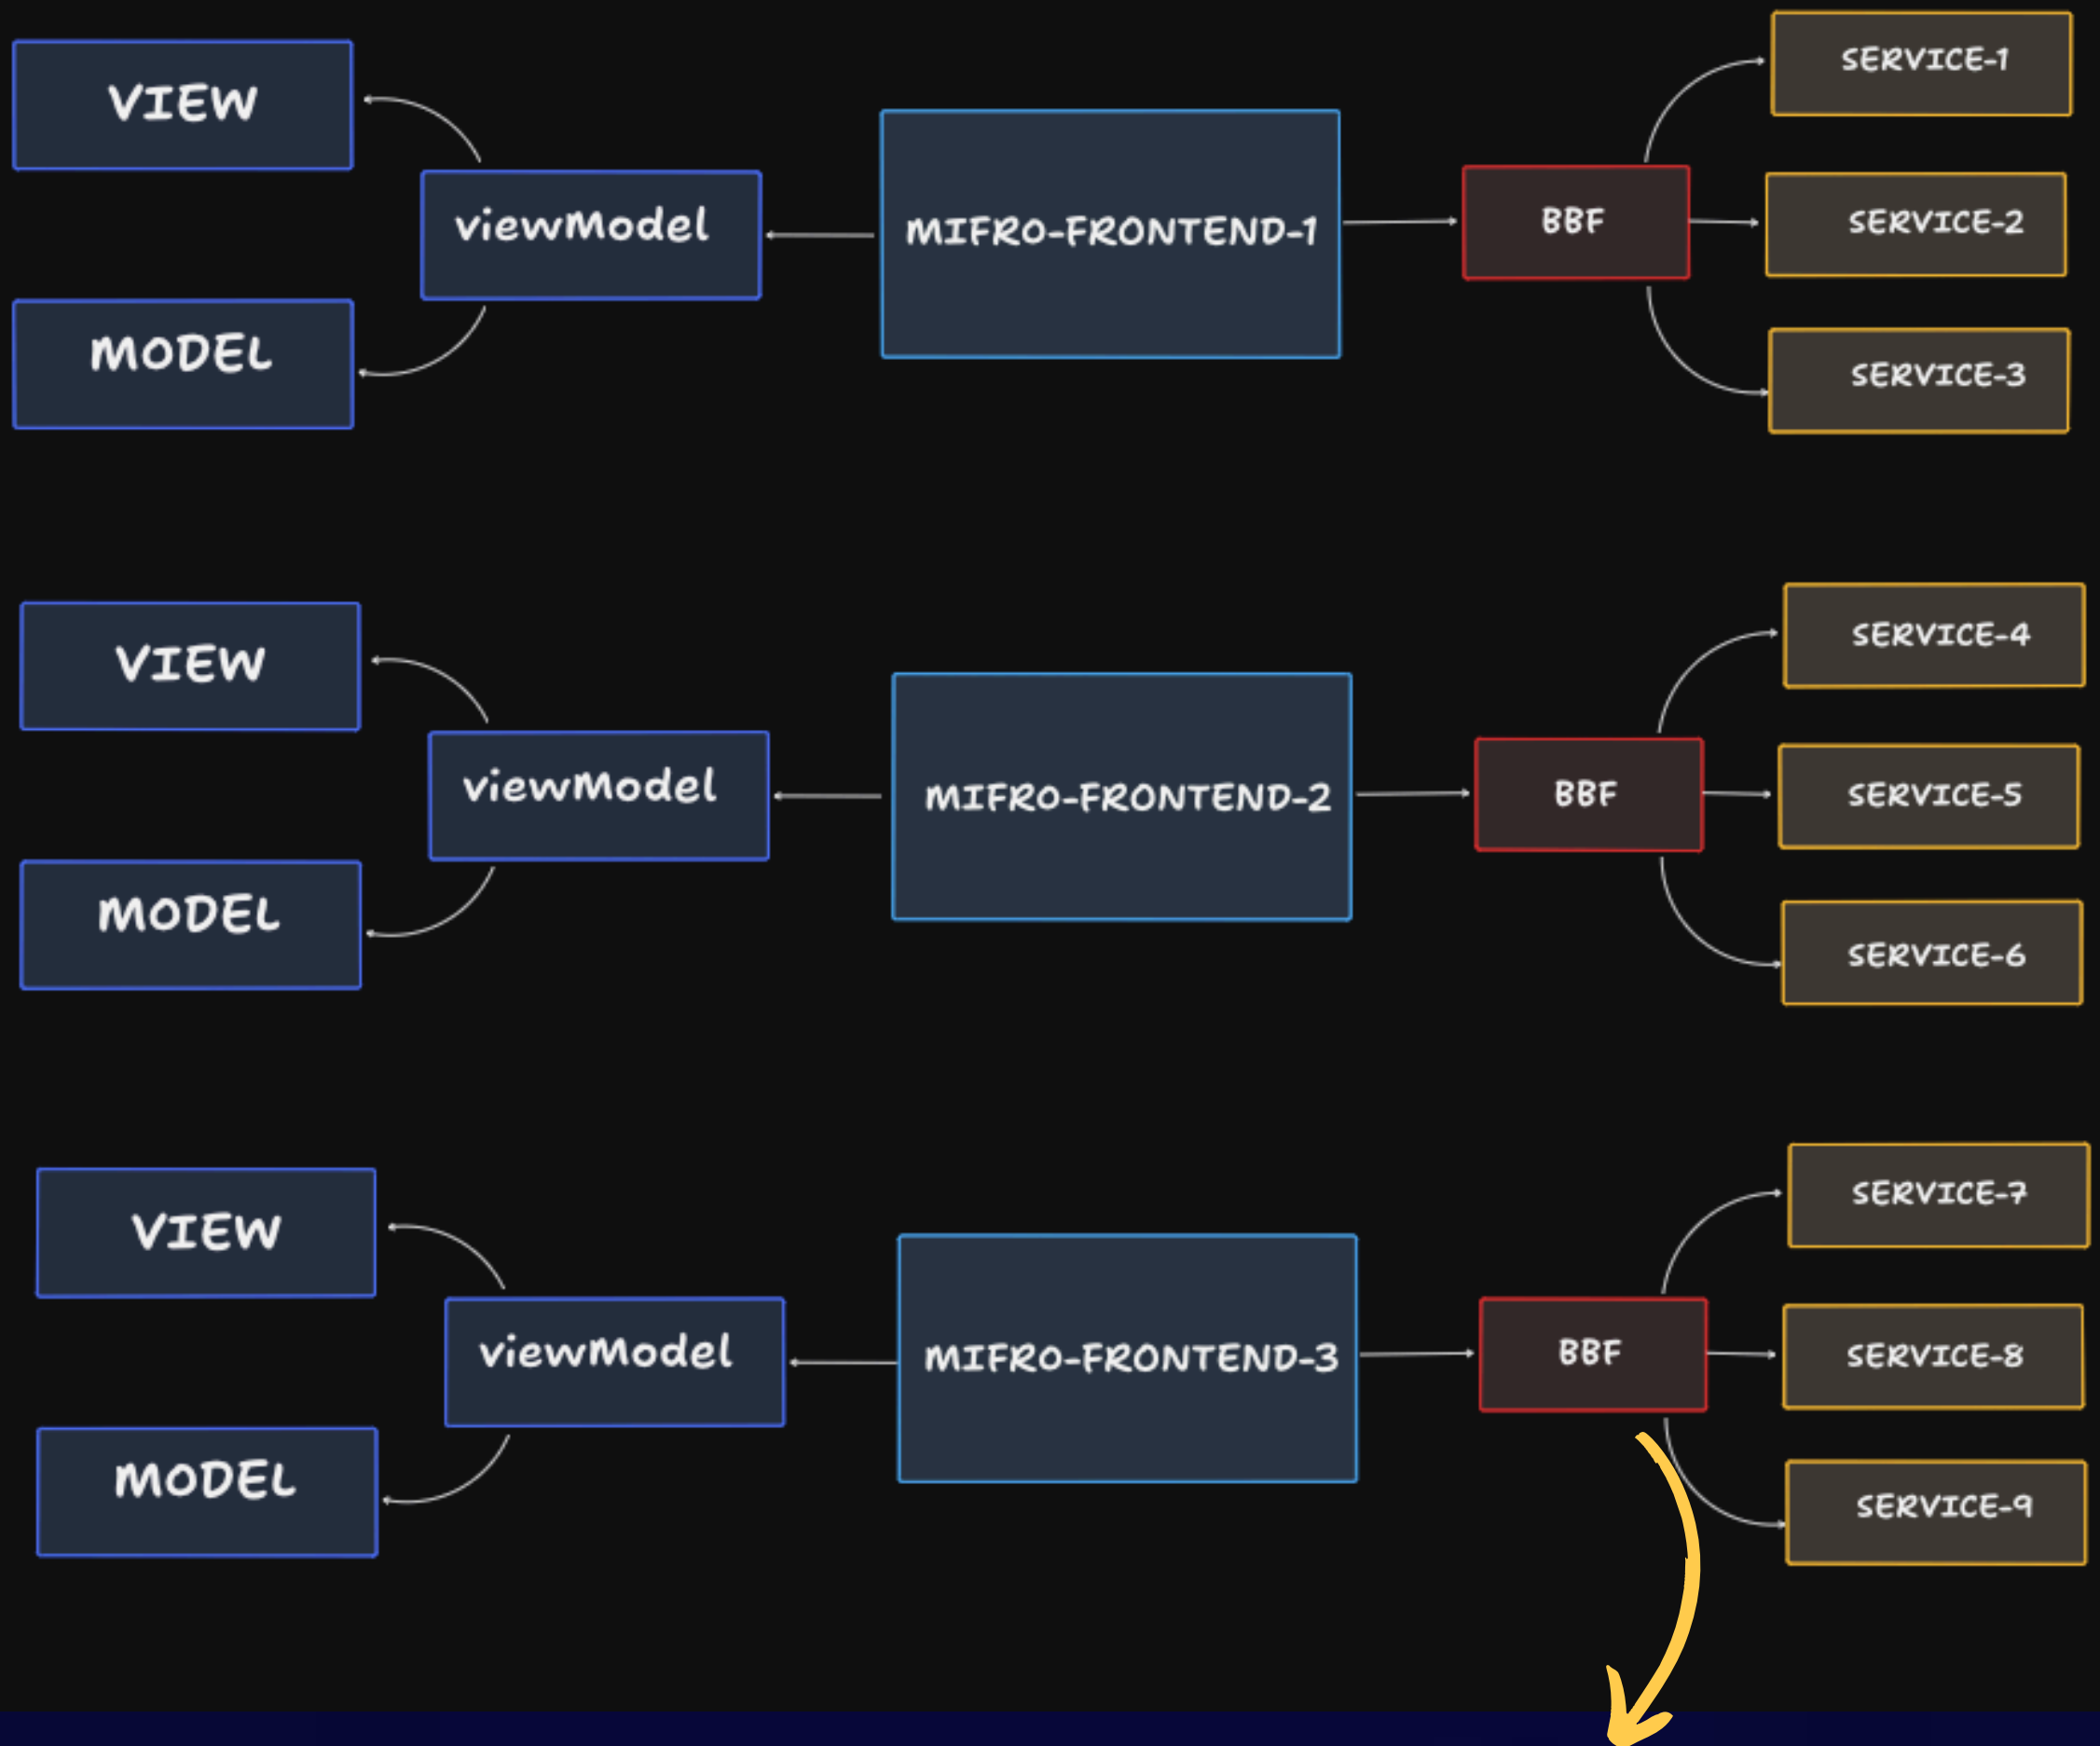 VIEW
viewModel
MODEL
MIFRO-FRONTEND-1
BBF
SERVICE-1
SERVICE-2
SERVICE-3
VIEW
viewModel
MODEL
MIFRO-FRONTEND-2
BBF
SERVICE-4
SERVICE-5
SERVICE-6
VIEW
viewModel
MODEL
MIFRO-FRONTEND-3
BBF
SERVICE-7
SERVICE-8
SERVICE-9